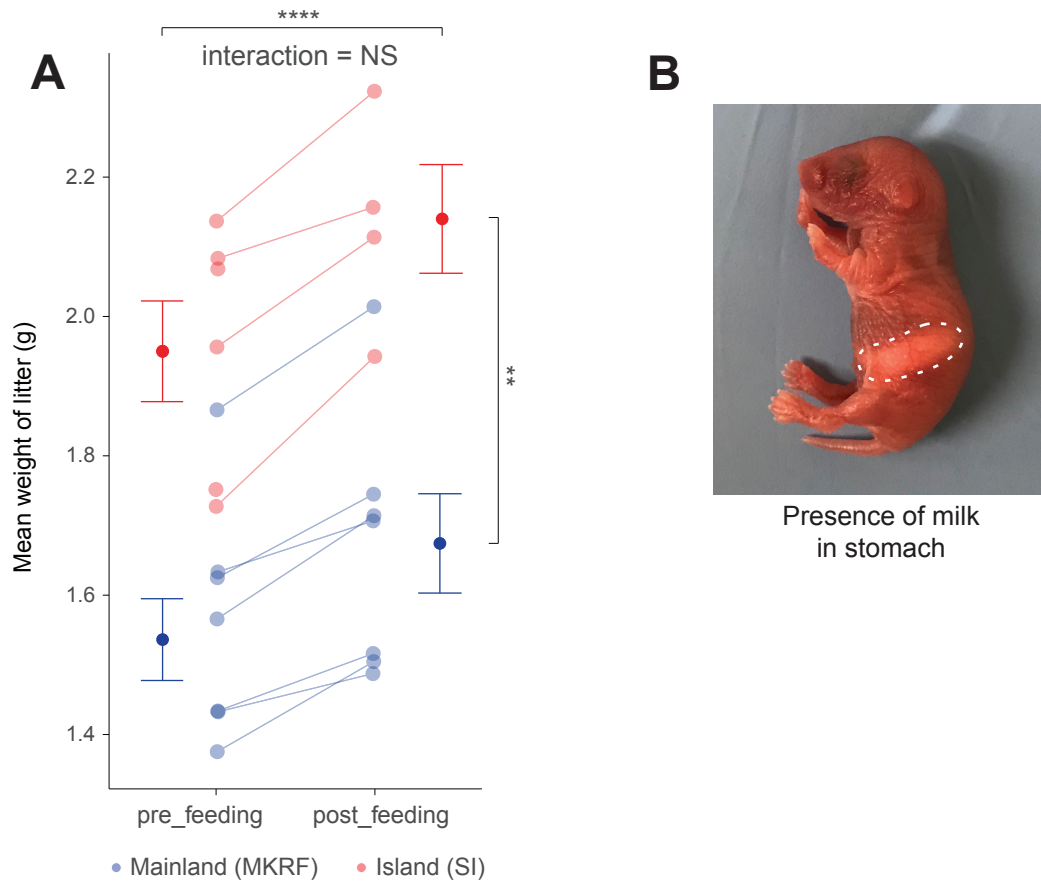 A
****
interaction = NS
Mean weight of litter (g)
2.2
2.0
1.8
1.6
1.4
**
pre_feeding
post_feeding
Mainland (MKRF)
Island (SI)
B
Presence of milk
in stomach